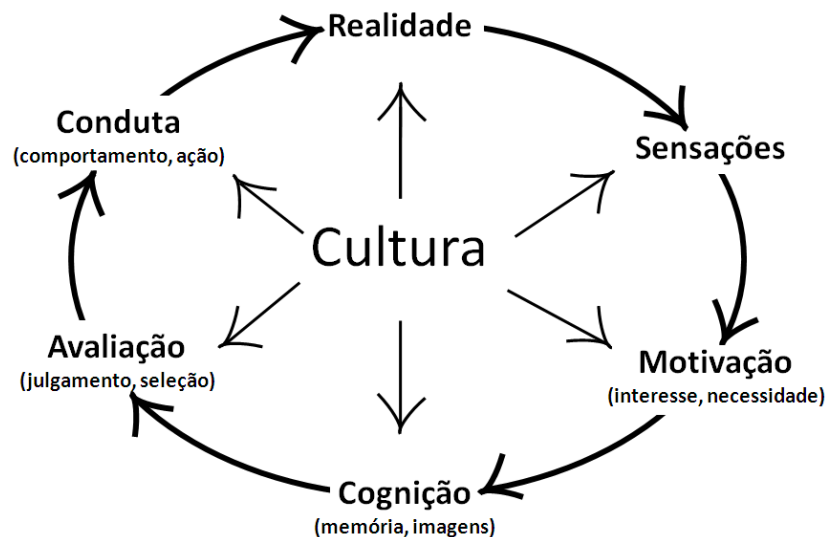 Realidade
Conduta
(comportamento, ação)
Sensações
Cultura
Avaliação
(julgamento, seleção)
Motivação
(interesse, necessidade)
Cognição
(memória, imagens)